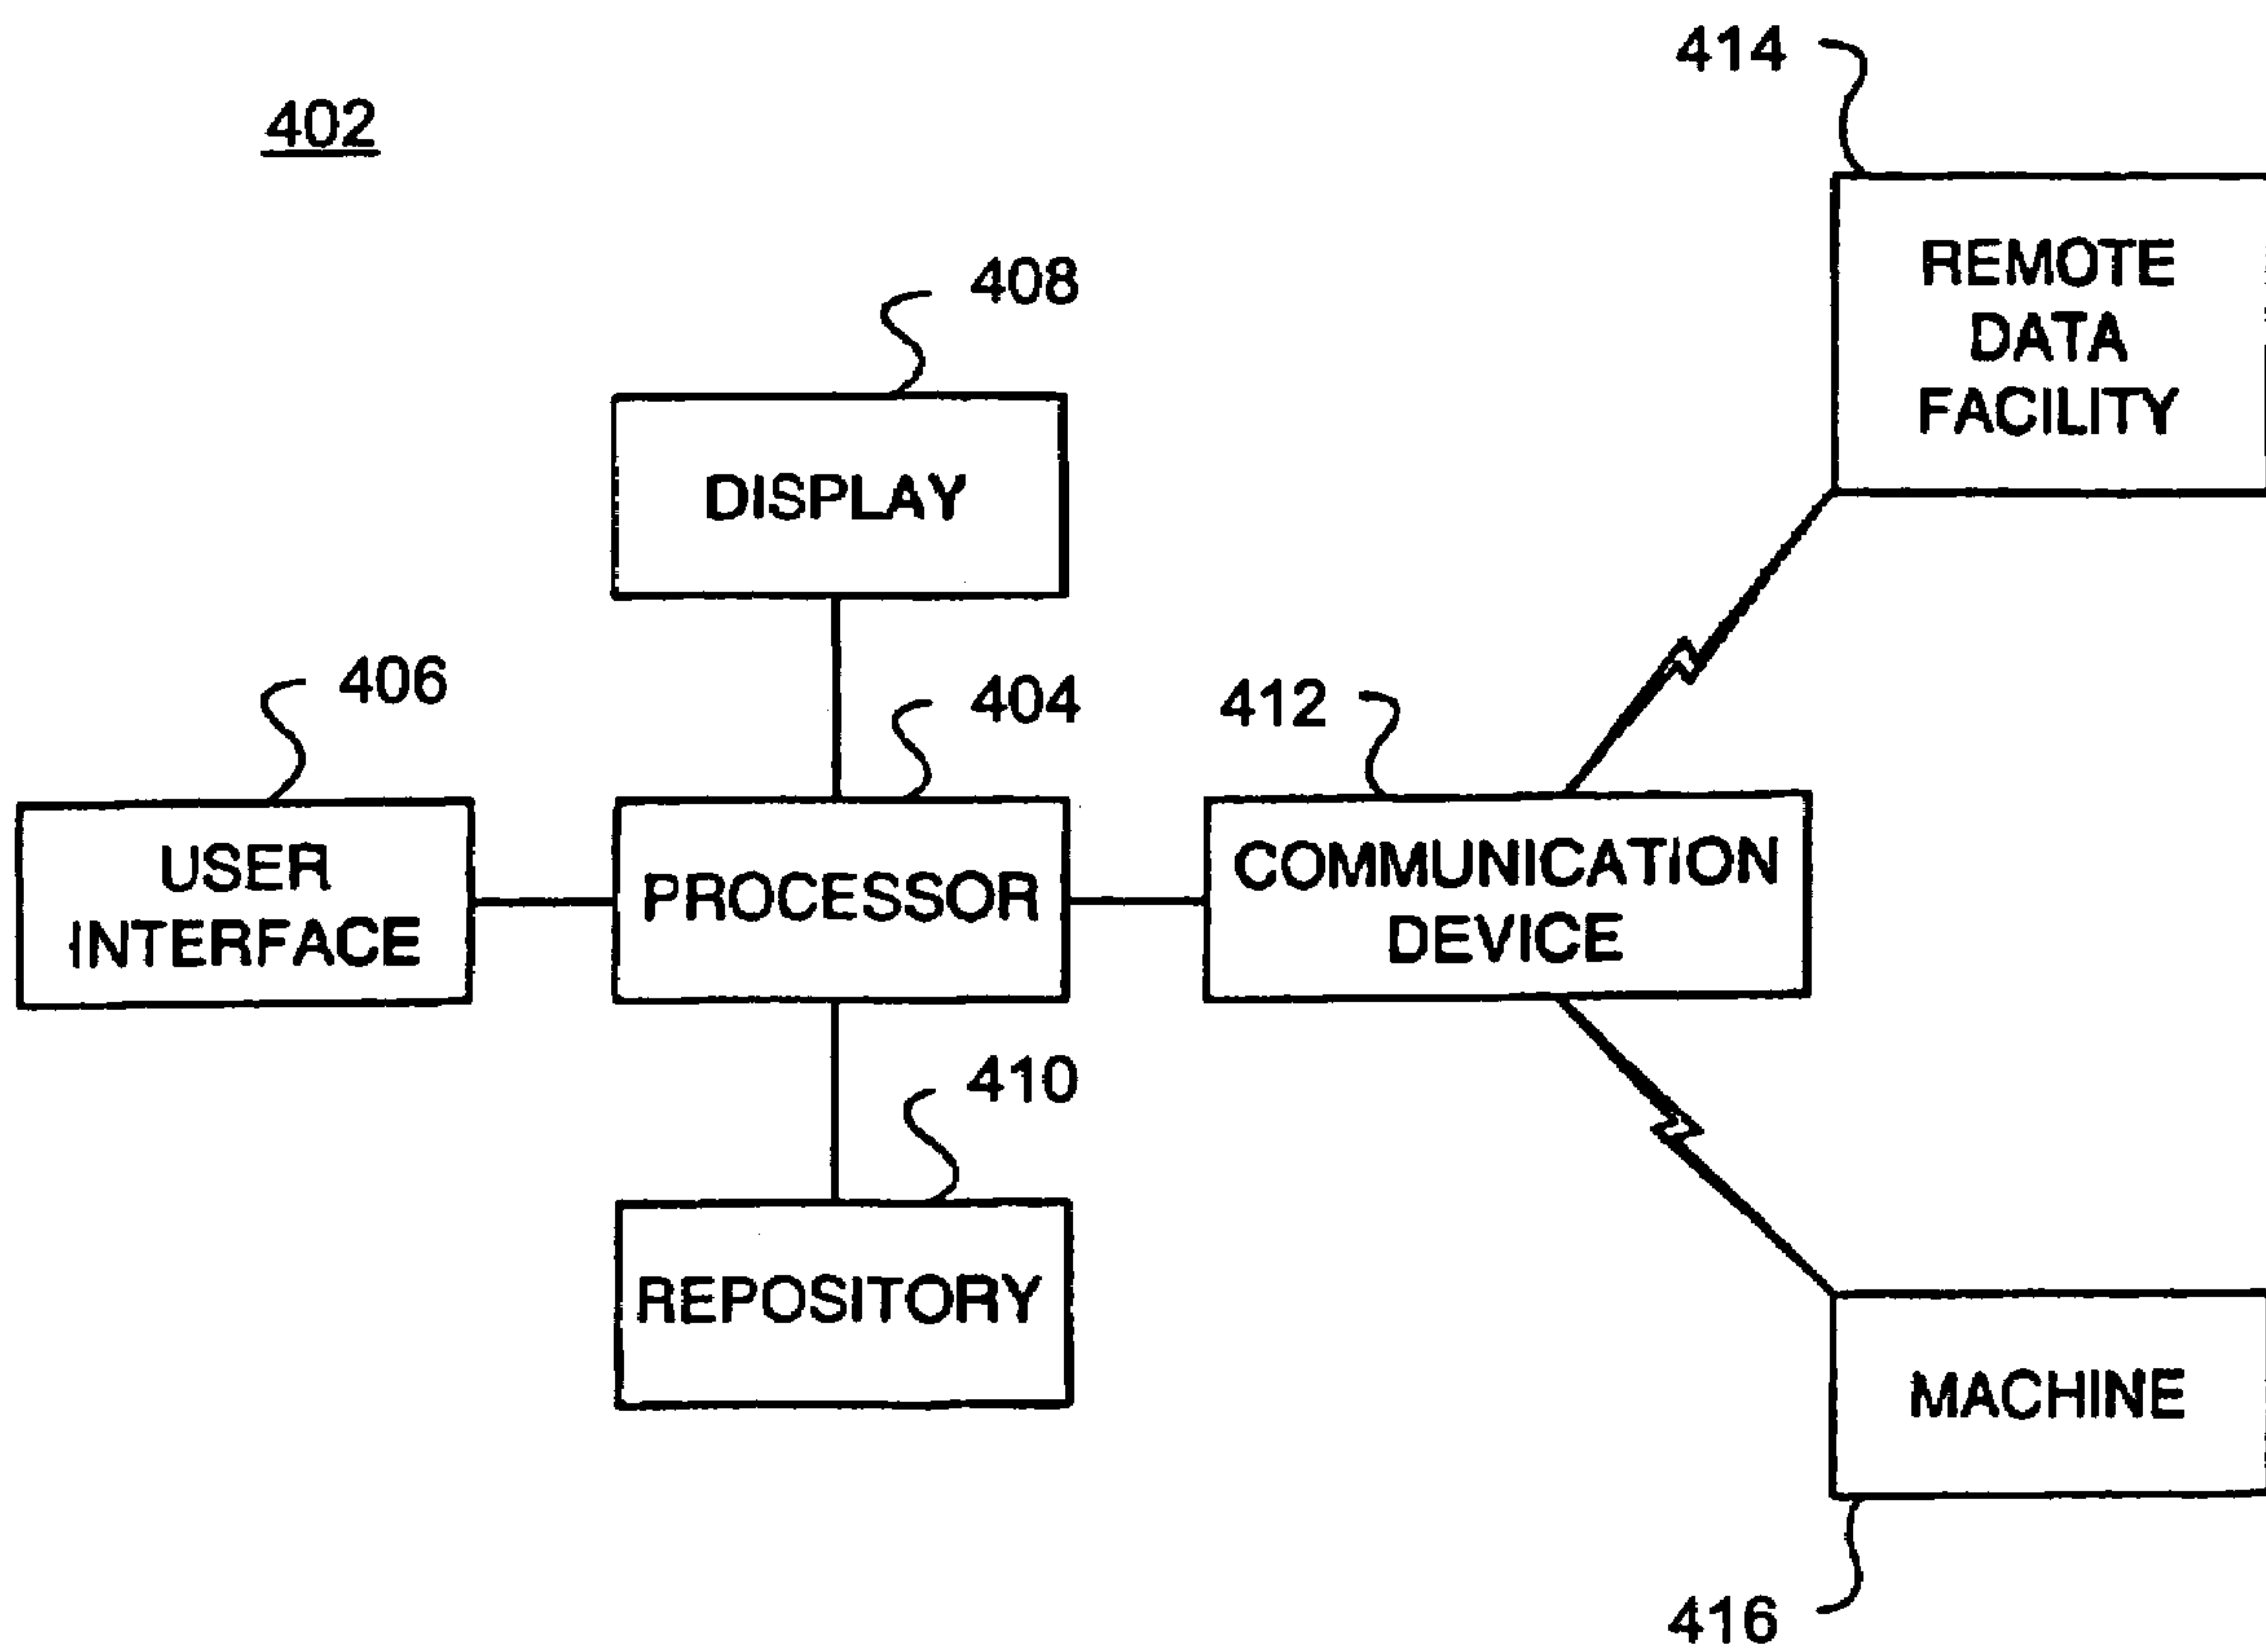 414
402
REMOTE
DATA
FACILITY
408
DISPLAY
406
404
412
USER
INTERFACE
PROCESSOR
COMMUNICATION
DEVICE
410
REPOSITORY
MACHINE
416